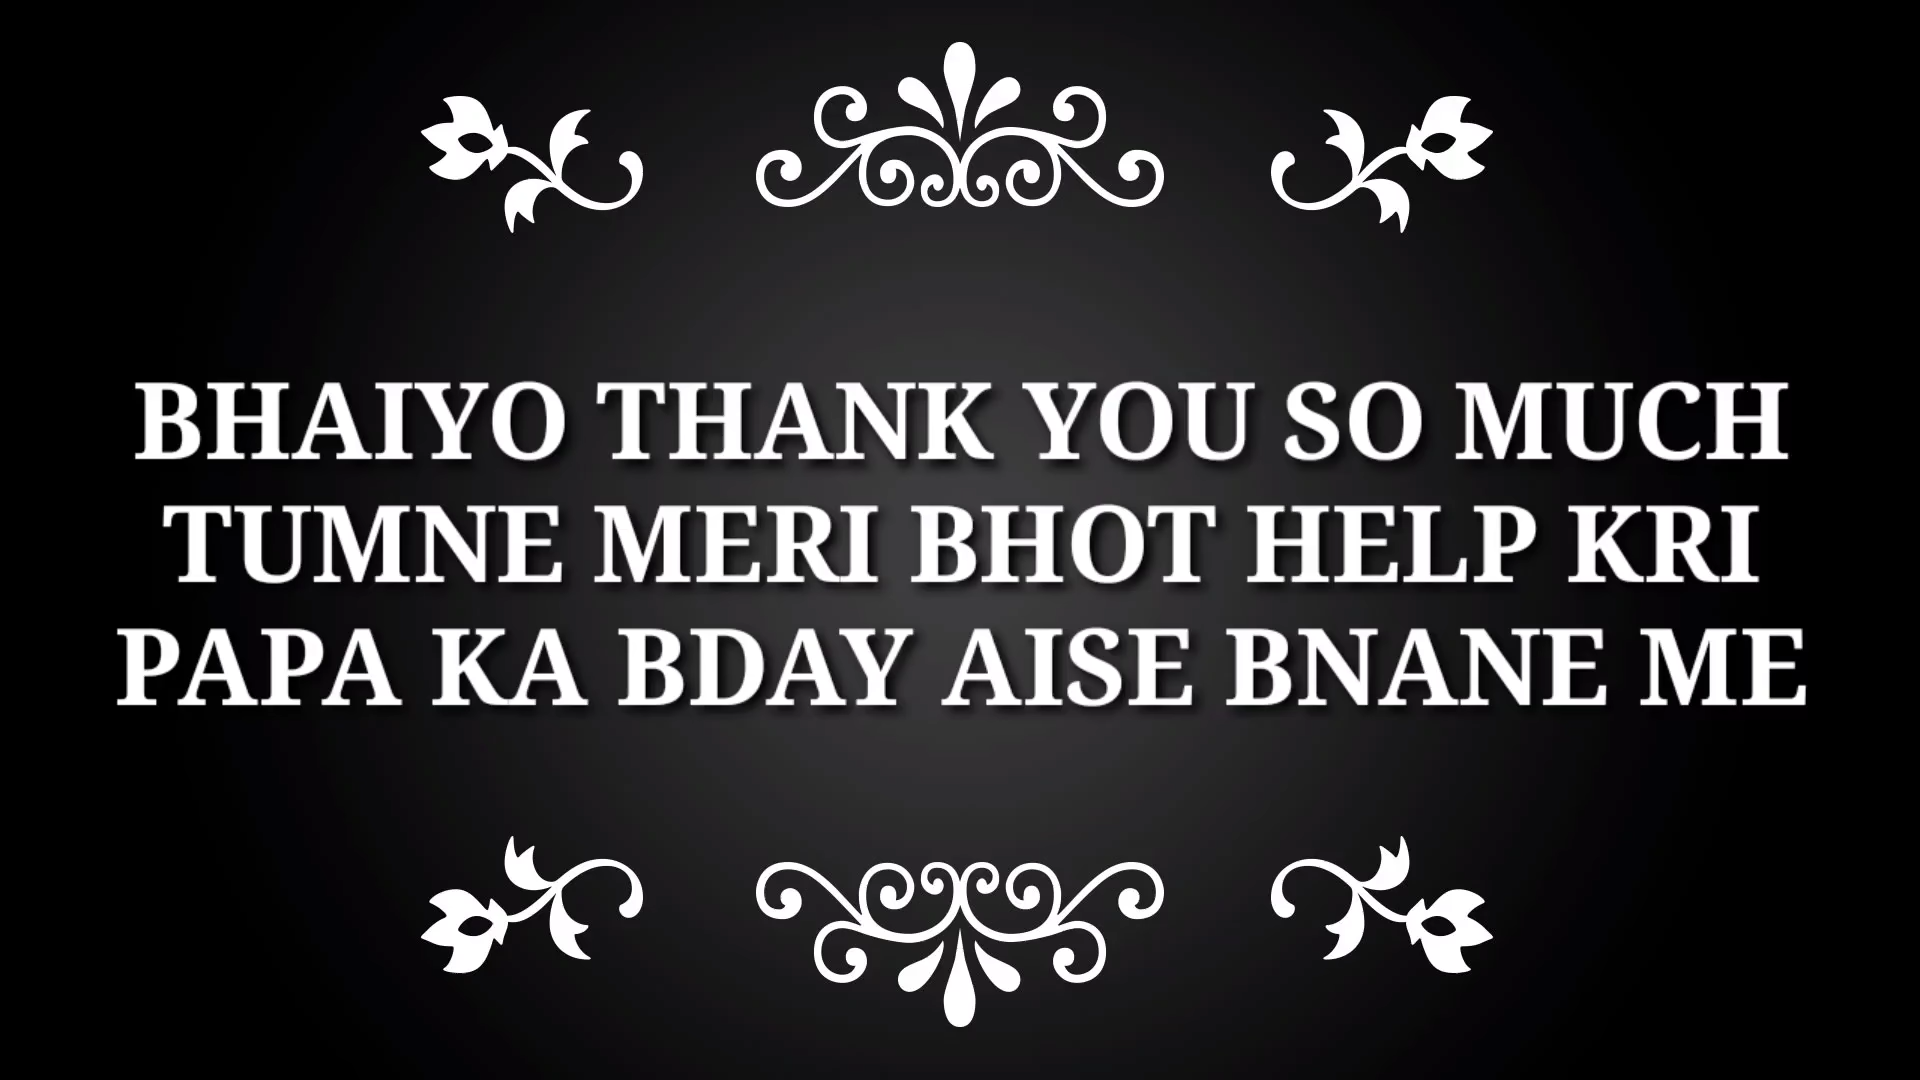 BHAIYO THANK YOU SO MUCH
TUMNE MERI BHOT HELP KRI
PAPA KA BDAY AISE BNANE ME